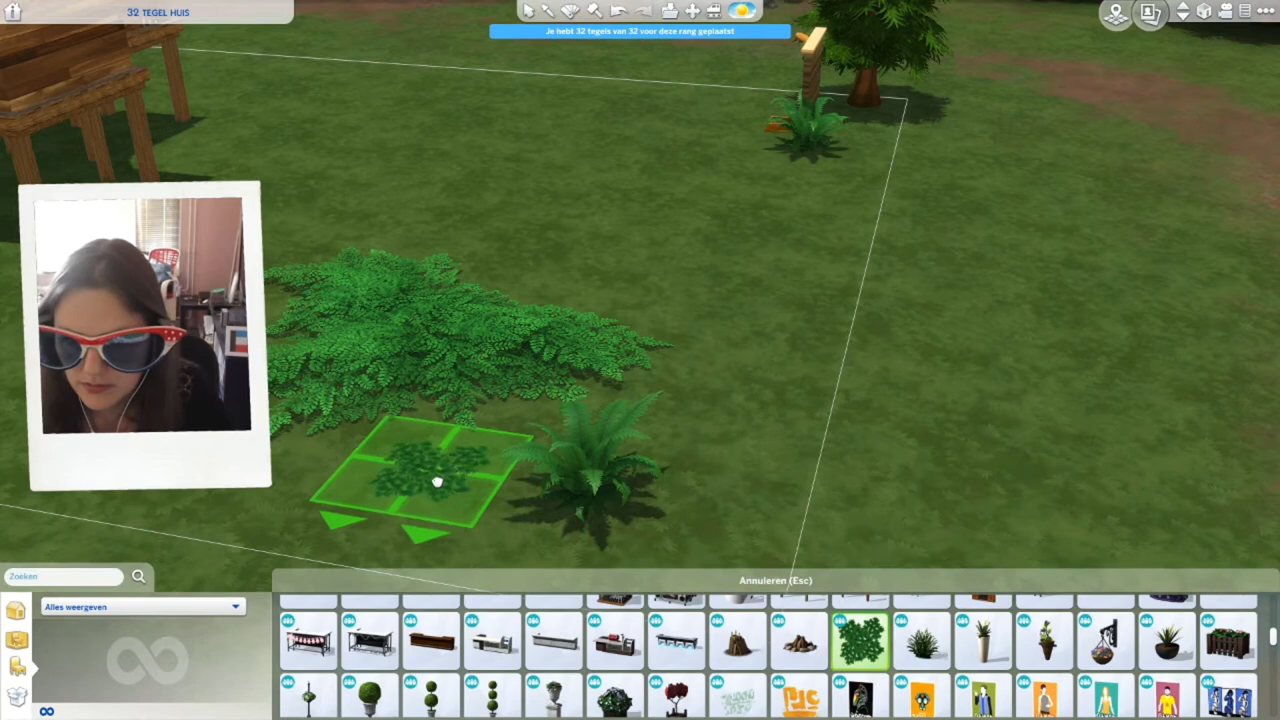 32 TEGEL HUIS
Je hebt 32 tegels van 32 voor deze rang geplaatst
Zoeken
Annuleren (Esc)
Alles weergeven